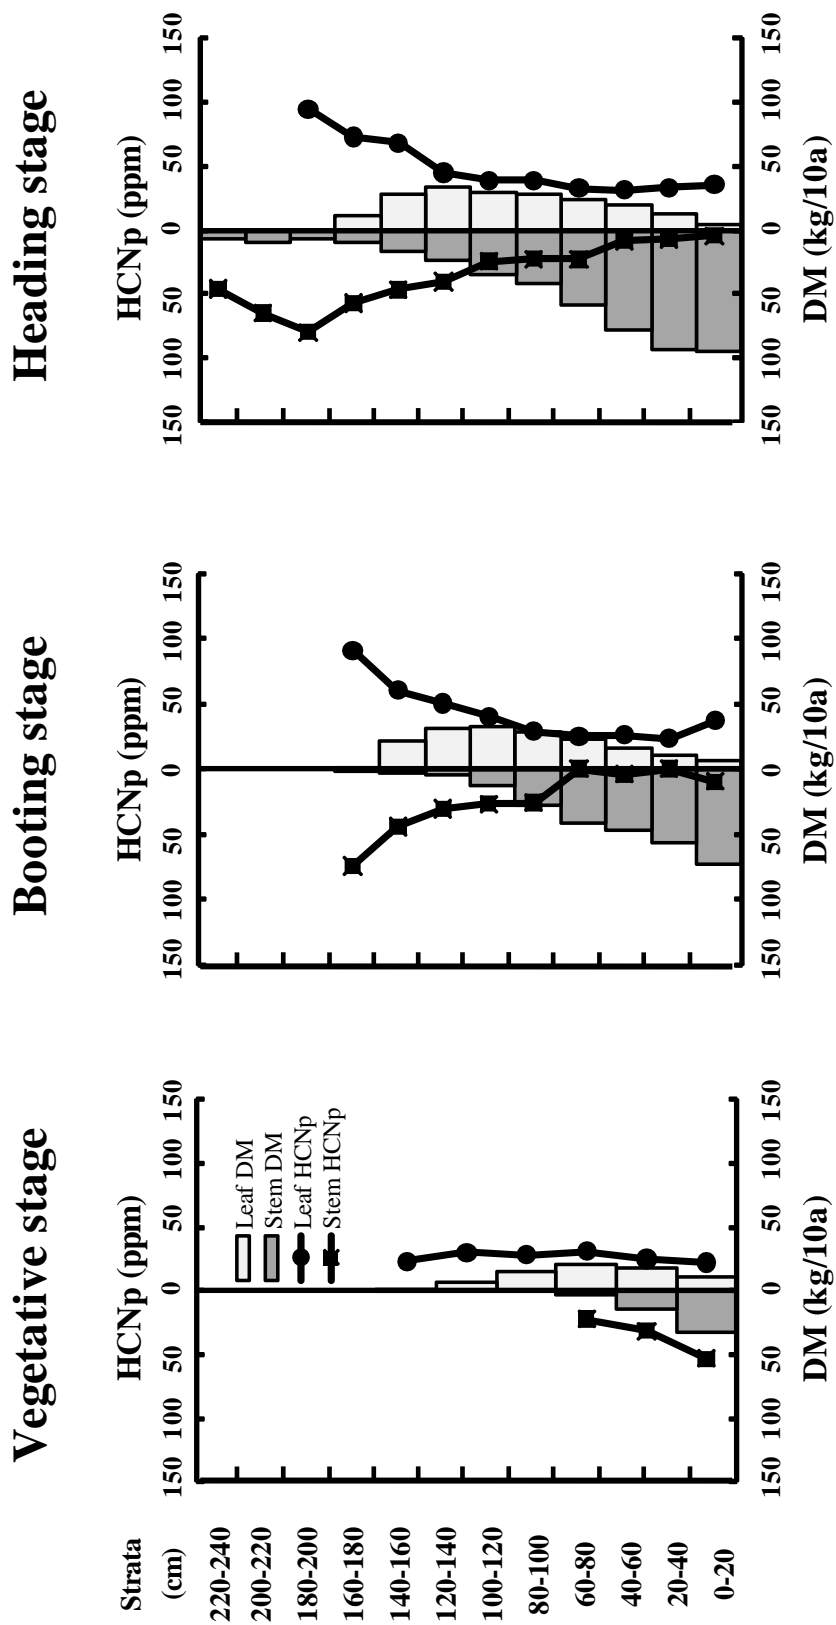 Vegetative stage
Booting stage
Heading stage
Strata
(cm)
HCNp (ppm)
HCNp (ppm)
HCNp (ppm)
150 100 50 0 50 100 150
150 100 50 0 50 100 150
150 100 50 0 50 100 150
220-240
200-220
180-200
160-180
140-160
120-140
100-120
80-100
60-80
40-60
20-40
0-20
Leaf DM
Stem DM
Leaf HCNp
Stem HCNp
150 100 50 0 50 100 150
150 100 50 0 50 100 150
150 100 50 0 50 100 150
DM (kg/10a)
DM (kg/10a)
DM (kg/10a)